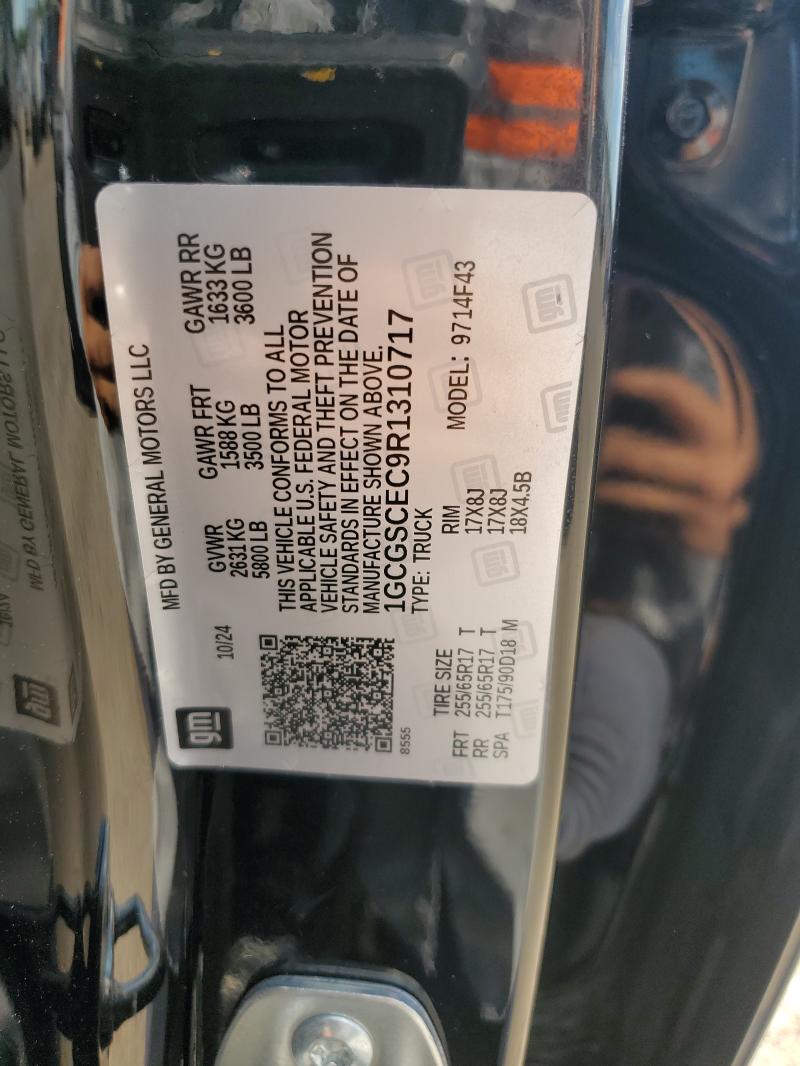 MFD BY GENERAL MOTORS LLC
gm
10/24
GVWR GAWR FRT GAWR RR
2631 KG 1588 KG 1633 KG
5800 LB 3500 LB 3600 LB
THIS VEHICLE CONFORMS TO ALL
APPLICABLE U.S. FEDERAL MOTOR
VEHICLE SAFETY AND THEFT PREVENTION
STANDARDS IN EFFECT ON THE DATE OF
MANUFACTURE SHOWN ABOVE.
1GCGSCEC9R1310717
8555
TYPE: TRUCK
MODEL: 9714F43
TIRE SIZE RIM
FRT 255/65R17 T 17X8J
RR 255/65R17 T 17X8J
SPA T175/90D18 M 18X4.5B